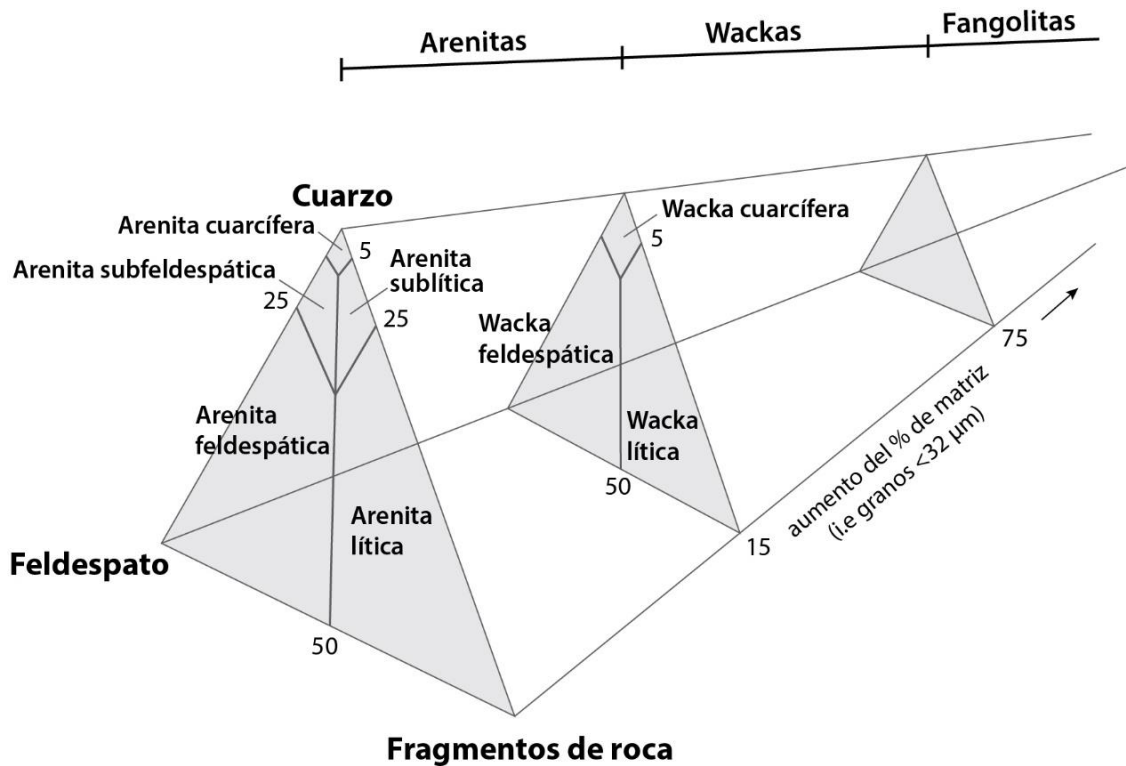 Arenitas
Wackas
Fangolitas
Cuarzo
Arenita cuarcífera
5
Arenita subfeldespática
Arenita
sublítica
25
25
Wacka cuarcífera
5
Wacka
feldespática
Arenita
feldespática
Wacka
lítica
50
75
aumento del % de matriz
(i.e granos <32 µm)
Arenita
lítica
15
Feldespato
50
Fragmentos de roca